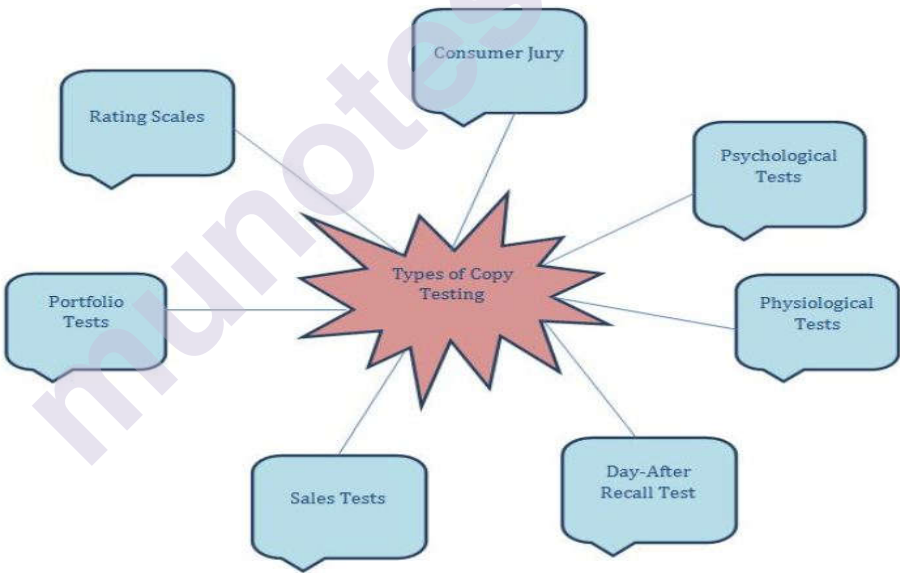 Consumer Jury
Rating Scales
Psychological
Tests
Types of Copy
Testing
Portfolio
Tests
Physiological
Tests
Sales Tests
Day-After
Recall Test
munotes